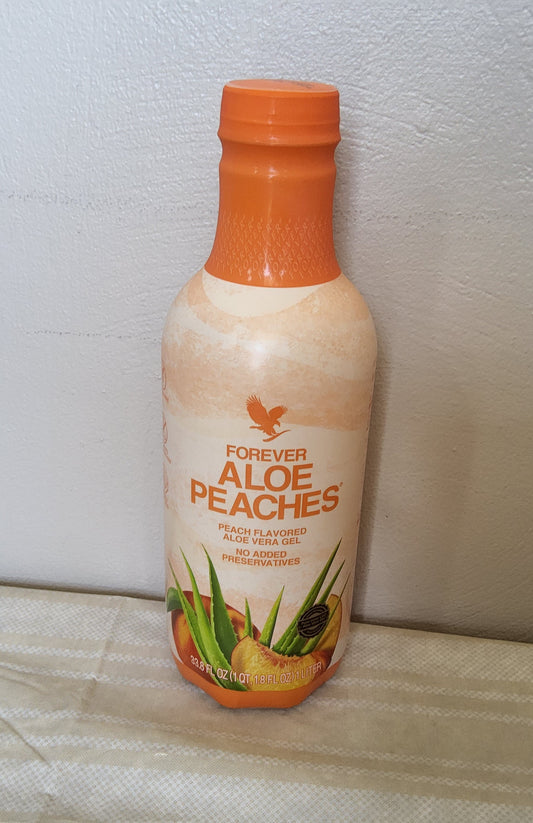 FOREVER
ALOE
PEACHES®
PEACH FLAVORED
ALOE VERA GEL
NO ADDED
PRESERVATIVES
33.8 FL OZ (1 QT, 1.8 FL OZ) 1 LITER